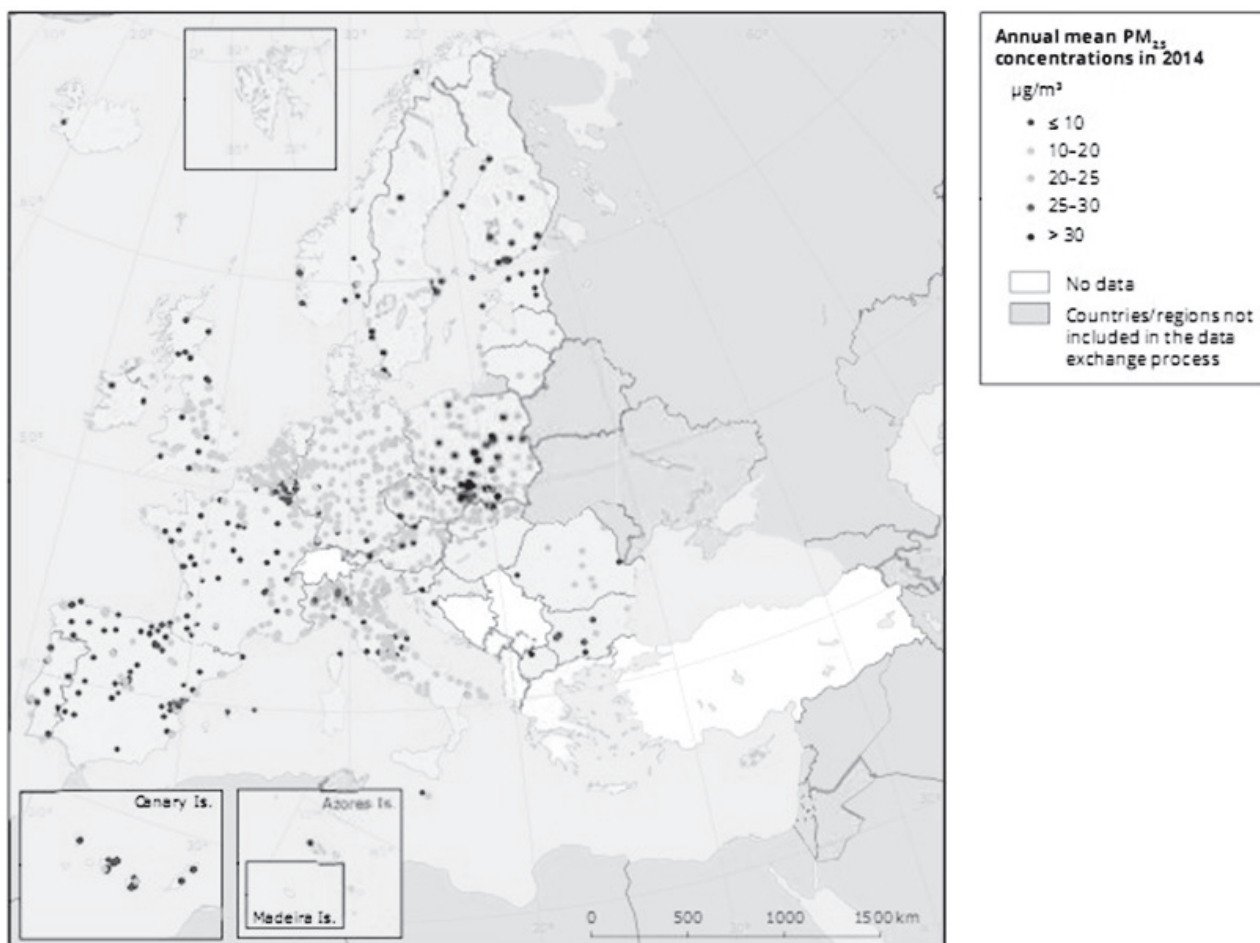 Annual mean PM2.5
concentrations in 2014
µg/m³
≤ 10
10–20
20–25
25–30
> 30
No data
Countries/regions not
included in the data
exchange process
Canary Is.
Azores Is.
Madeira Is.
0 500 1000 1500 km